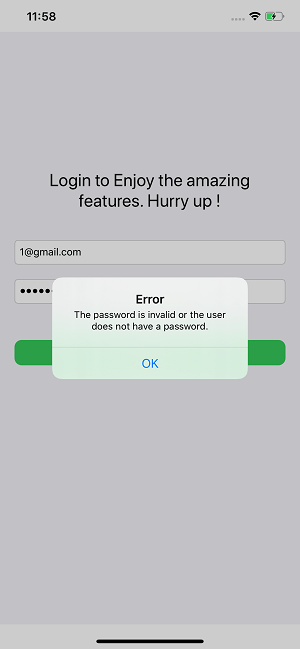 11:58
Login to Enjoy the amazing
features. Hurry up !
1@gmail.com
Error
The password is invalid or the user
does not have a password.
OK